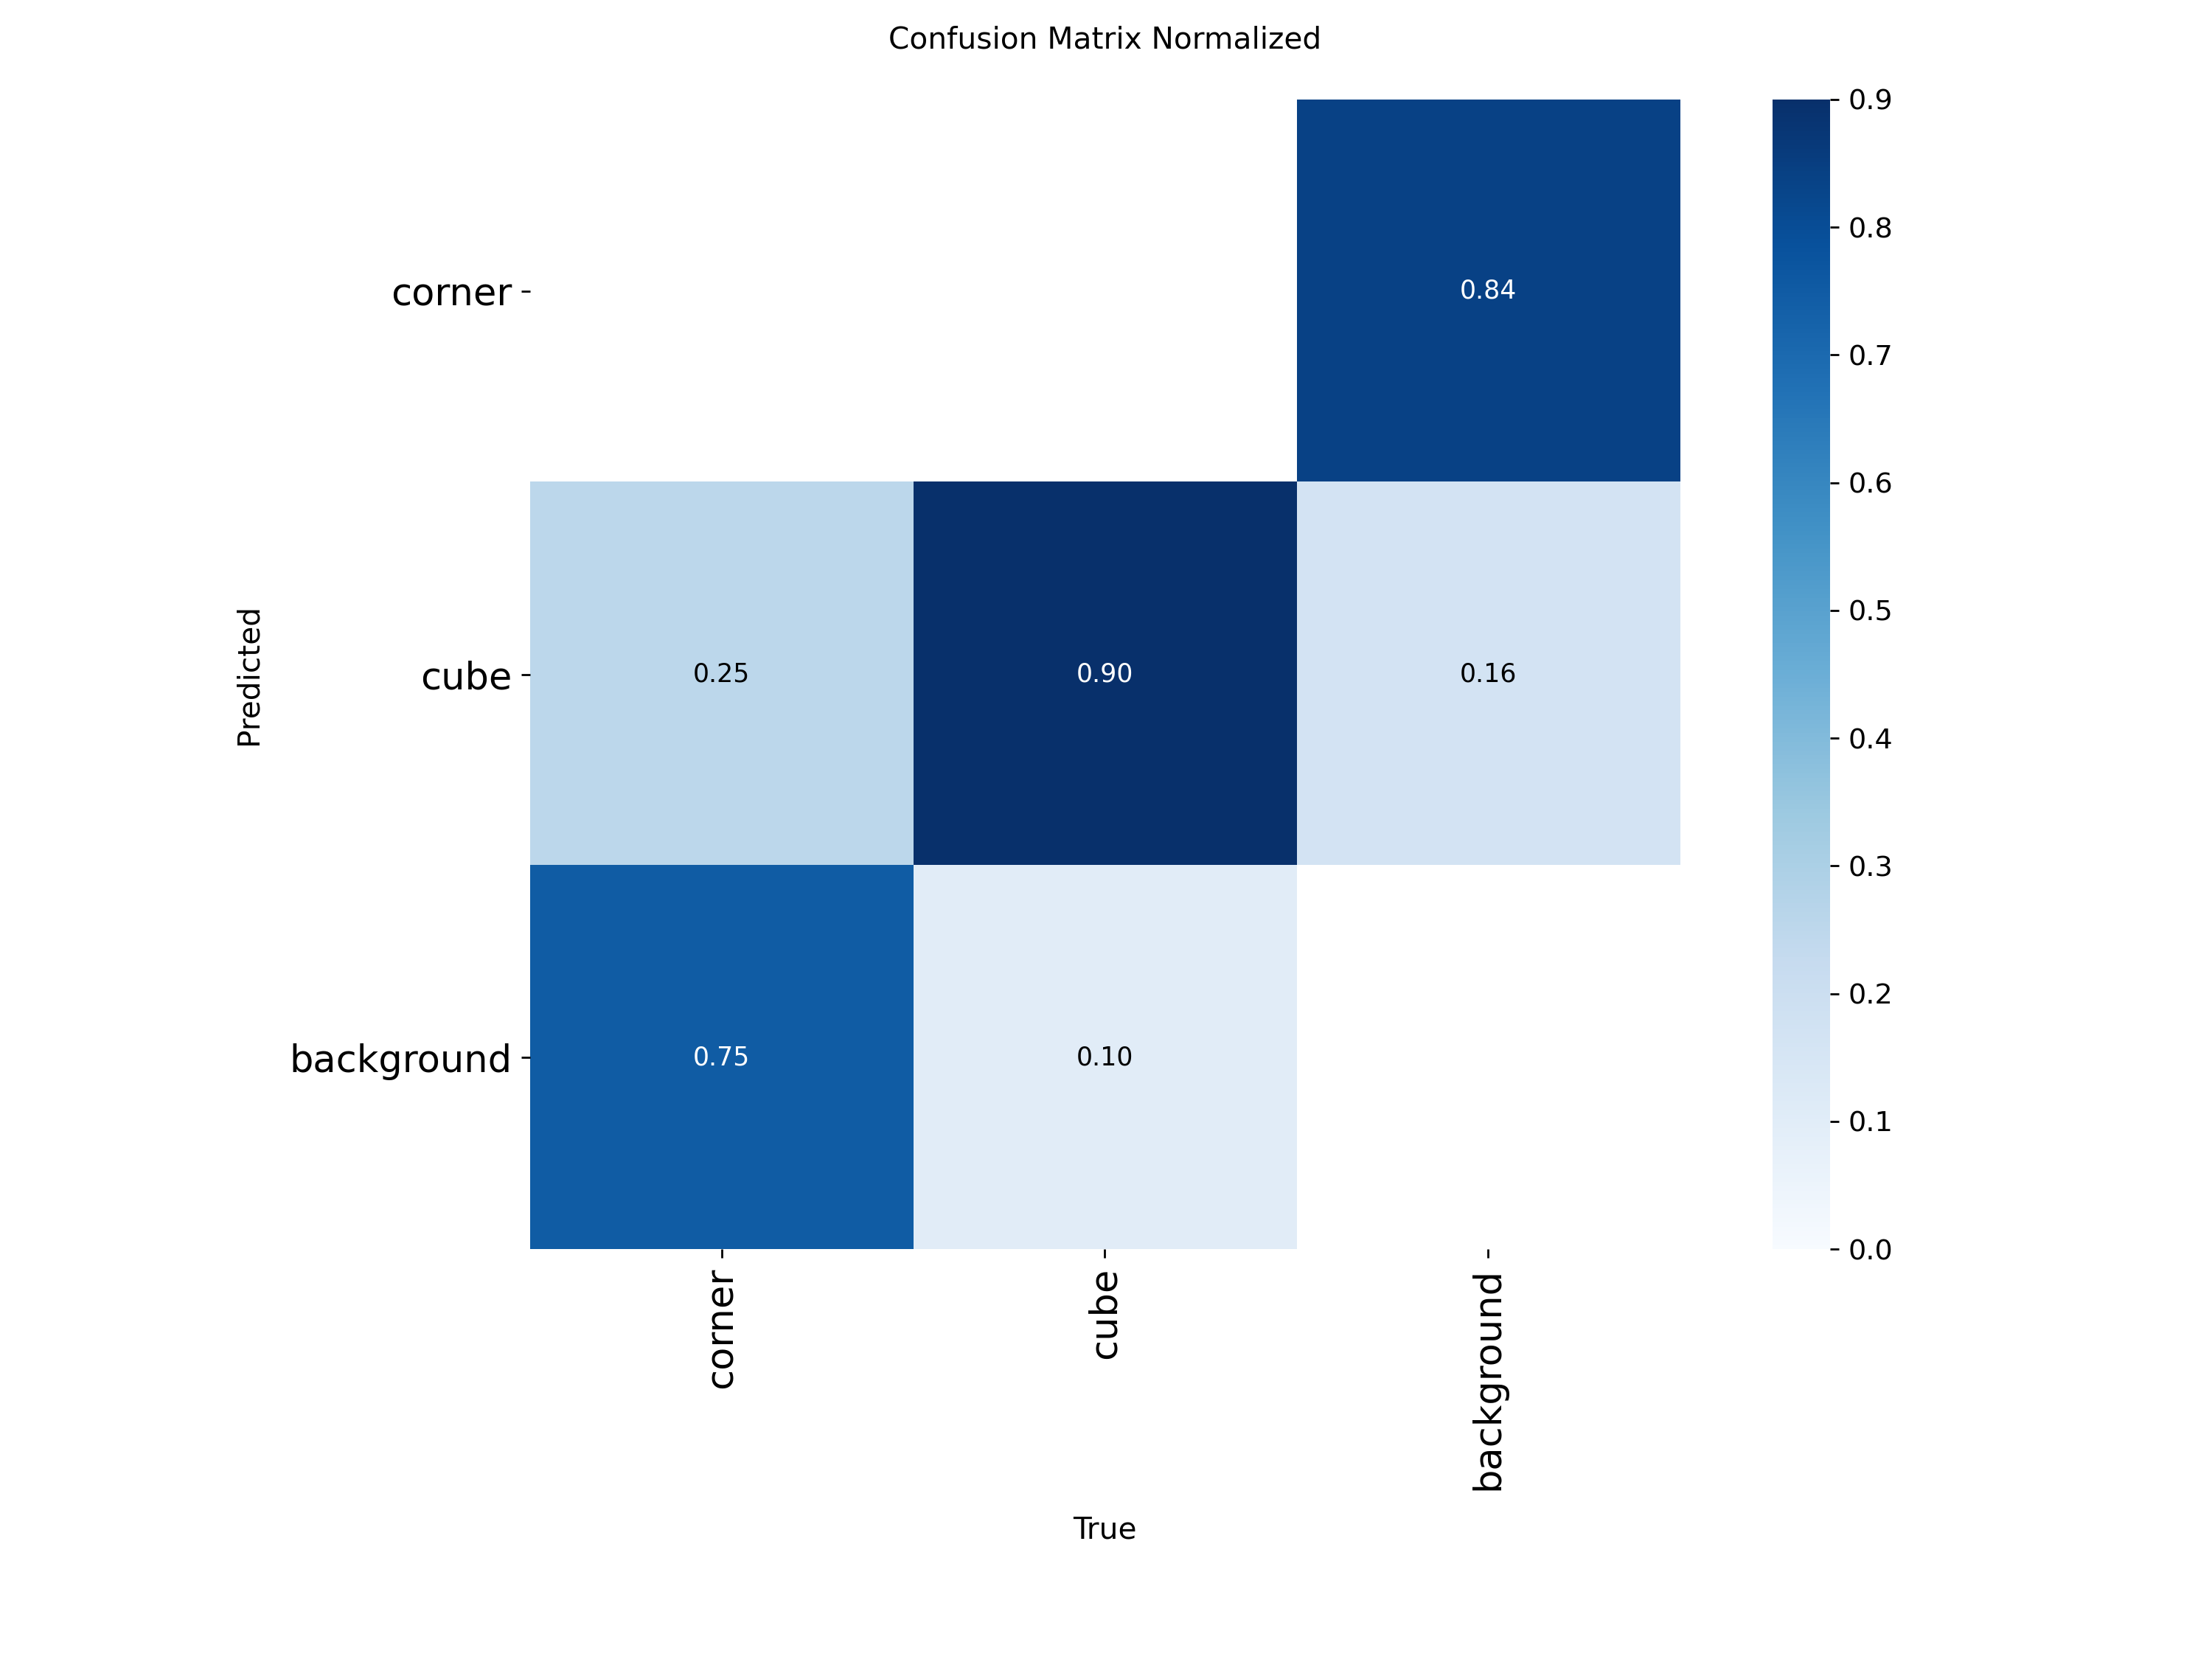 Confusion Matrix Normalized
Predicted
corner
0.84
cube
0.25 0.90 0.16
background
0.75 0.10
corner
cube
background
True
0.9
0.8
0.7
0.6
0.5
0.4
0.3
0.2
0.1
0.0